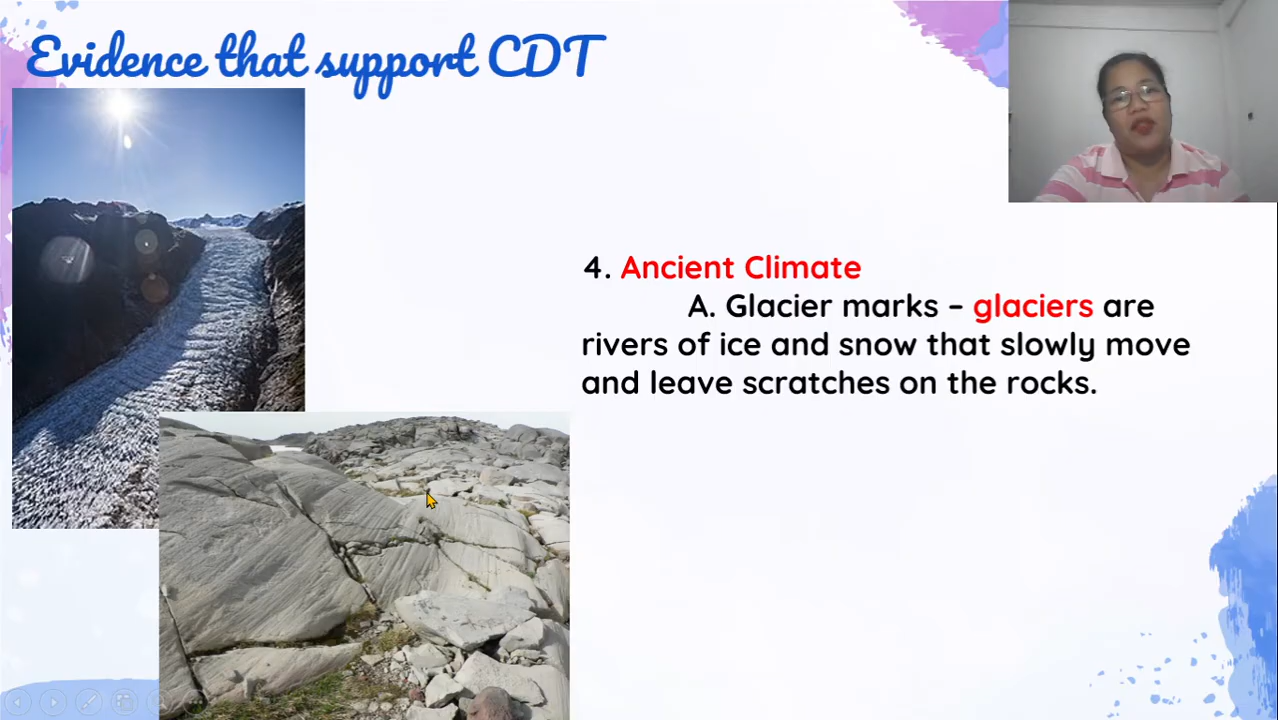 Evidence that support CDT
4. Ancient Climate
A. Glacier marks – glaciers are
rivers of ice and snow that slowly move
and leave scratches on the rocks.